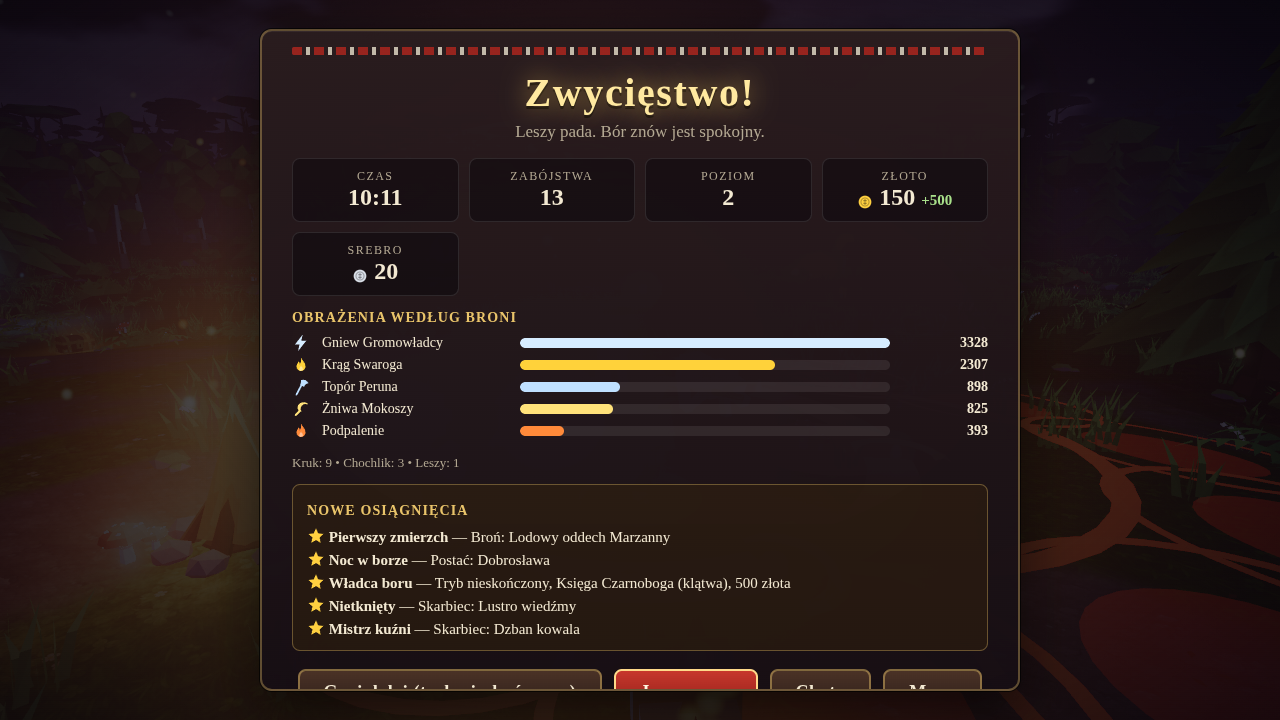 Zwycięstwo!
Leszy pada. Bór znów jest spokojny.
CZAS
10:11
ZABÓJSTWA
13
POZIOM
2
ZŁOTO
150 +500
SREBRO
20
OBRAŻENIA WEDŁUG BRONI
Gniew Gromowładcy 3328
Krąg Swaroga 2307
Topór Peruna 898
Żniwa Mokoszy 825
Podpalenie 393
Kruk: 9 • Chochlik: 3 • Leszy: 1
NOWE OSIĄGNIĘCIA
Pierwszy zmierzch — Broń: Lodowy oddech Marzanny
Noc w borze — Postać: Dobrosława
Władca boru — Tryb nieskończony, Księga Czarnoboga (klątwa), 500 złota
Nietknięty — Skarbiec: Lustro wiedźmy
Mistrz kuźni — Skarbiec: Dzban kowala